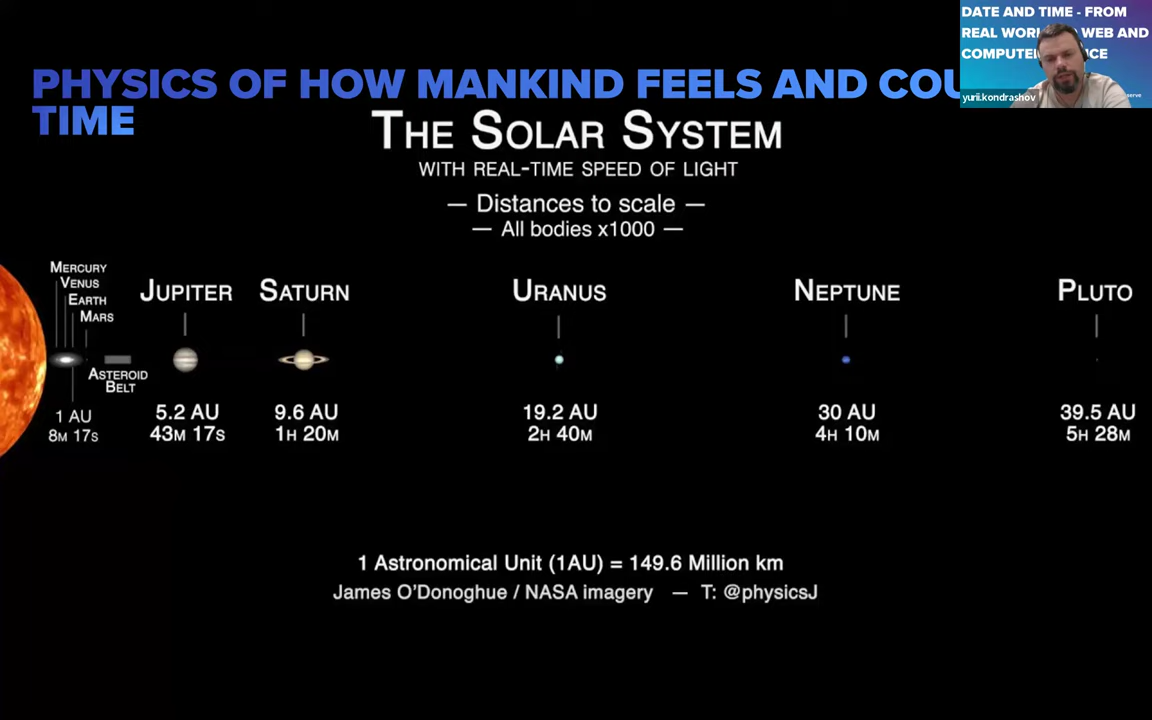 DATE AND TIME - FROM
REAL WOR WEB AND
COMPUTE CE
yurii.kondrashov
erve
PHYSICS OF HOW MANKIND FEELS AND COU
TIME
THE SOLAR SYSTEM
WITH REAL-TIME SPEED OF LIGHT
— Distances to scale —
— All bodies x1000 —
MERCURY
VENUS
EARTH
MARS
ASTEROID
BELT
1 AU
8M 17S
JUPITER
5.2 AU
43M 17S
SATURN
9.6 AU
1H 20M
URANUS
19.2 AU
2H 40M
NEPTUNE
30 AU
4H 10M
PLUTO
39.5 AU
5H 28M
1 Astronomical Unit (1AU) = 149.6 Million km
James O'Donoghue / NASA imagery — T: @physicsJ